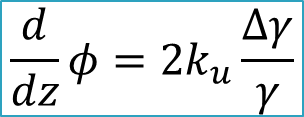 d/dz ϕ = 2k_u Δγ/γ